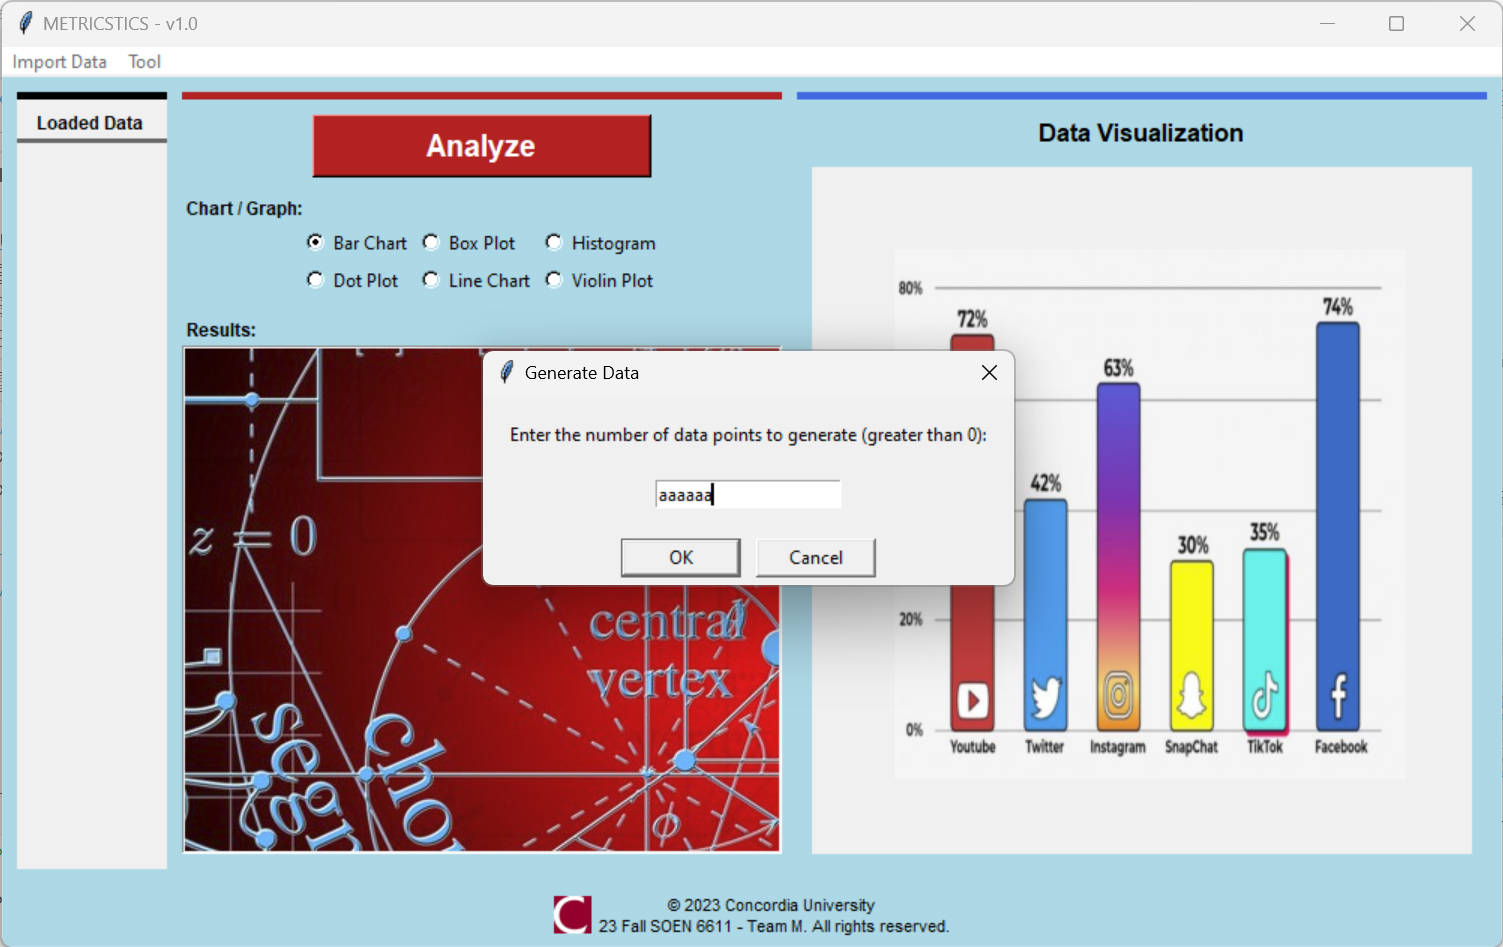 METRICSTICS - v1.0
Import Data Tool
Loaded Data
Analyze
Chart / Graph:
Bar Chart Box Plot Histogram
Dot Plot Line Chart Violin Plot
Results:
z = 0
central
vertex
segm
chor
ϕ
Generate Data
Enter the number of data points to generate (greater than 0):
aaaaaa
OK Cancel
Data Visualization
80%
72%
74%
63%
42%
30%
35%
20%
0%
Youtube Twitter Instagram SnapChat TikTok Facebook
© 2023 Concordia University
23 Fall SOEN 6611 - Team M. All rights reserved.